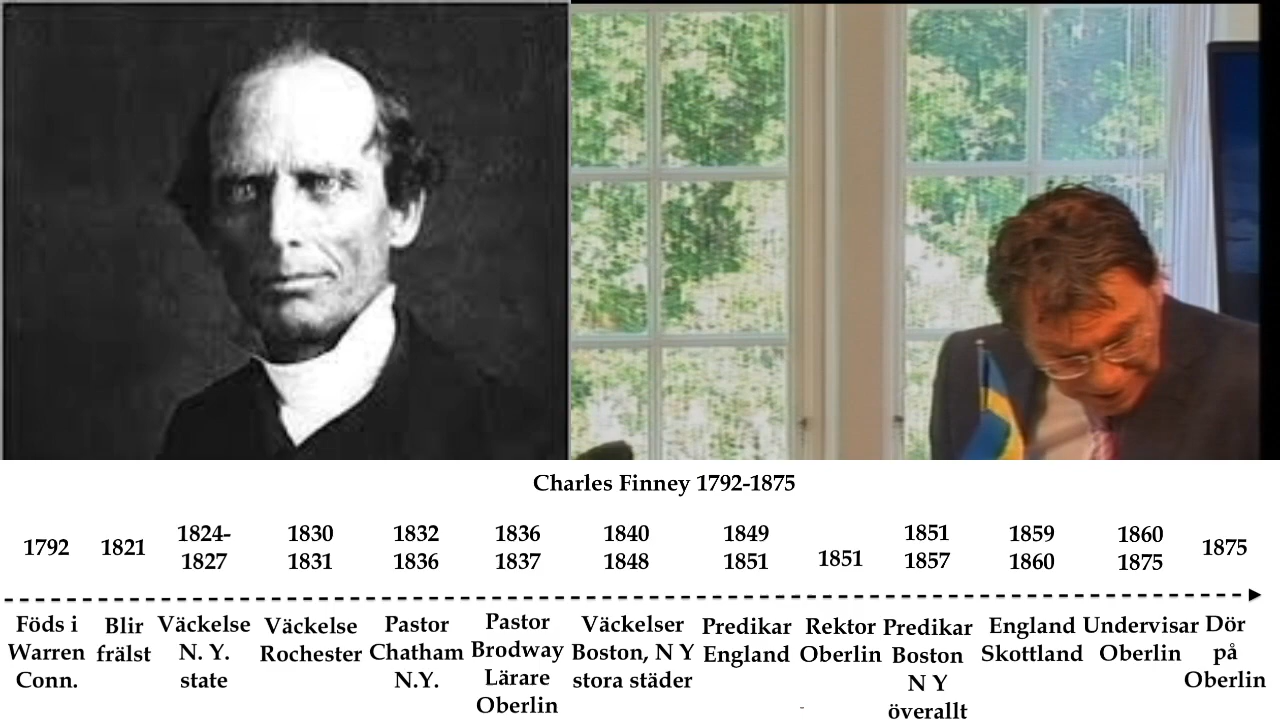 Charles Finney 1792-1875
1792
1821
1824-
1827
1830
1831
1832
1836
1836
1837
1840
1848
1849
1851
1851
1851
1857
1859
1860
1860
1875
1875
Föds i
Warren
Conn.
Blir
frälst
Väckelse
N. Y.
state
Väckelse
Rochester
Pastor
Chatham
N.Y.
Pastor
Brodway
Lärare
Oberlin
Väckelser
Boston, N Y
stora städer
Predikar
England
Rektor
Oberlin
Predikar
Boston
N Y
överallt
England
Skottland
Undervisar
Oberlin
Dör
på
Oberlin